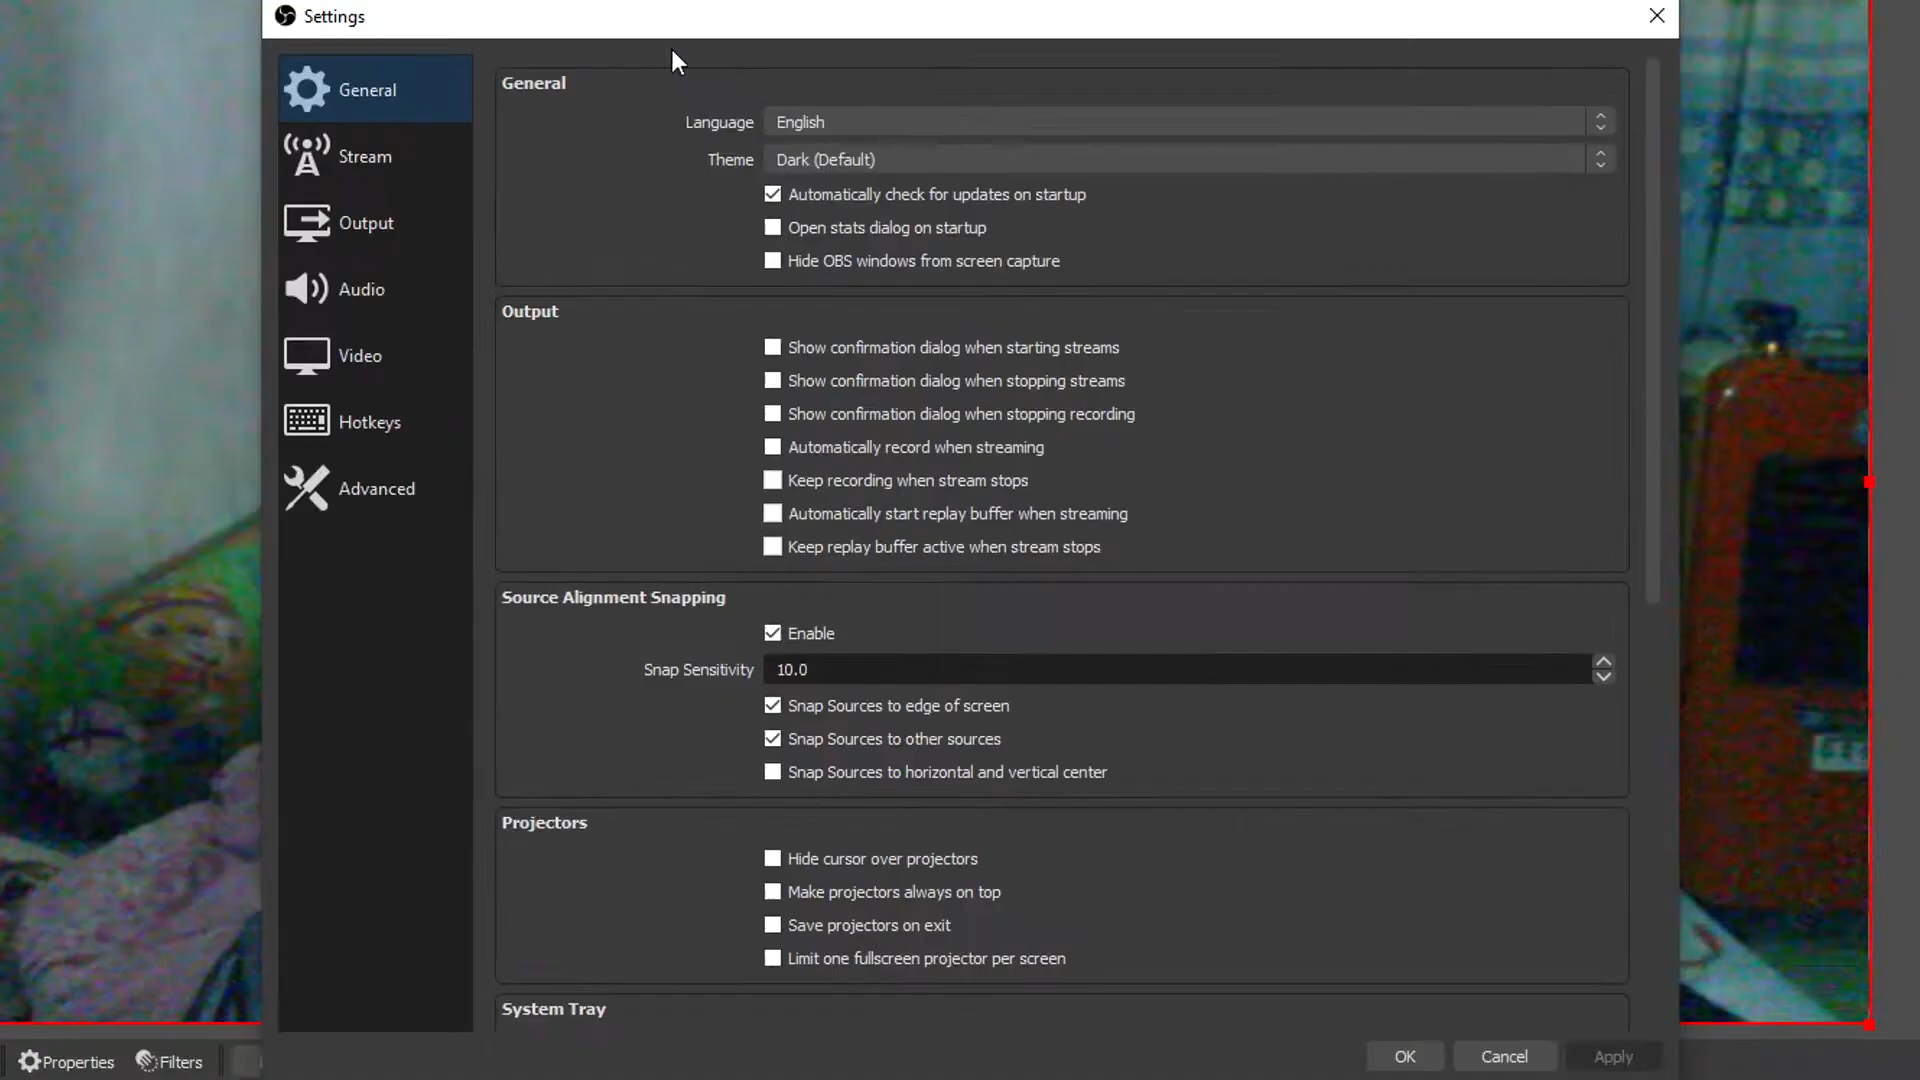 Settings
General
Stream
Output
Audio
Video
Hotkeys
Advanced
General
Language English
Theme Dark (Default)
Automatically check for updates on startup
Open stats dialog on startup
Hide OBS windows from screen capture
Output
Show confirmation dialog when starting streams
Show confirmation dialog when stopping streams
Show confirmation dialog when stopping recording
Automatically record when streaming
Keep recording when stream stops
Automatically start replay buffer when streaming
Keep replay buffer active when stream stops
Source Alignment Snapping
Enable
Snap Sensitivity 10.0
Snap Sources to edge of screen
Snap Sources to other sources
Snap Sources to horizontal and vertical center
Projectors
Hide cursor over projectors
Make projectors always on top
Save projectors on exit
Limit one fullscreen projector per screen
System Tray
OK Cancel Apply
Properties Filters